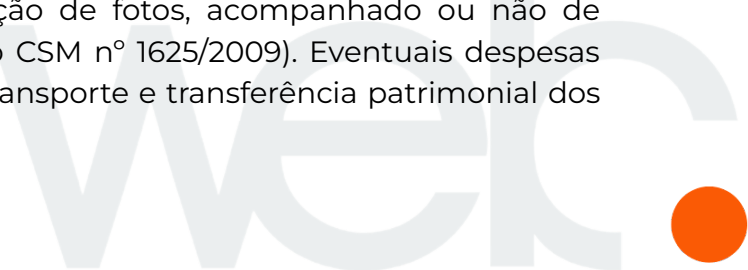 ção de fotos, acompanhado ou não de
CSM nº 1625/2009). Eventuais despesas
ansporte e transferência patrimonial dos